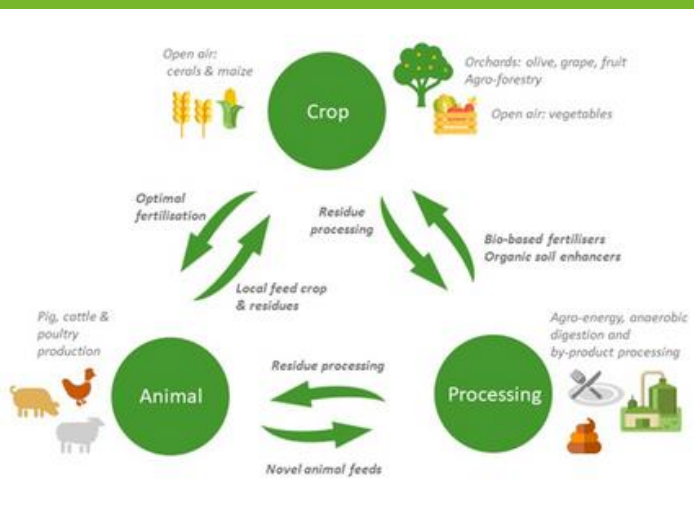 Open air:
cerals & maize
Crop
Orchards: olive, grape, fruit
Agro-forestry
Open air: vegetables
Optimal
fertilisation
Residue
processing
Bio-based fertilisers
Organic soil enhancers
Local feed crop
& residues
Pig, cattle &
poultry
production
Animal
Residue processing
Novel animal feeds
Processing
Agro-energy, anaerobic
digestion and
by-product processing